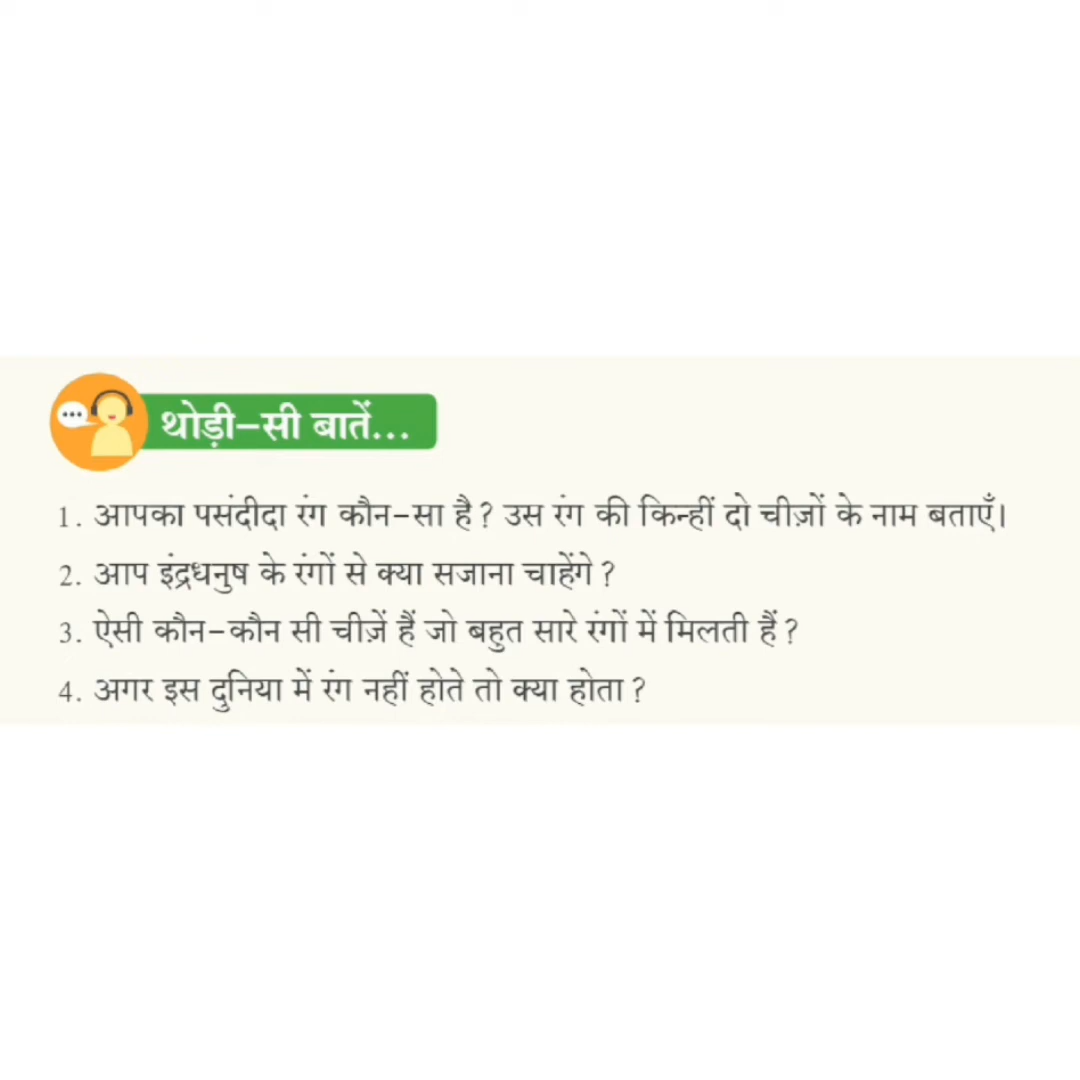 थोड़ी-सी बातें...
1. आपका पसंदीदा रंग कौन-सा है? उस रंग की किन्हीं दो चीज़ों के नाम बताएँ।
2. आप इंद्रधनुष के रंगों से क्या सजाना चाहेंगे?
3. ऐसी कौन-कौन सी चीज़ें हैं जो बहुत सारे रंगों में मिलती हैं?
4. अगर इस दुनिया में रंग नहीं होते तो क्या होता?